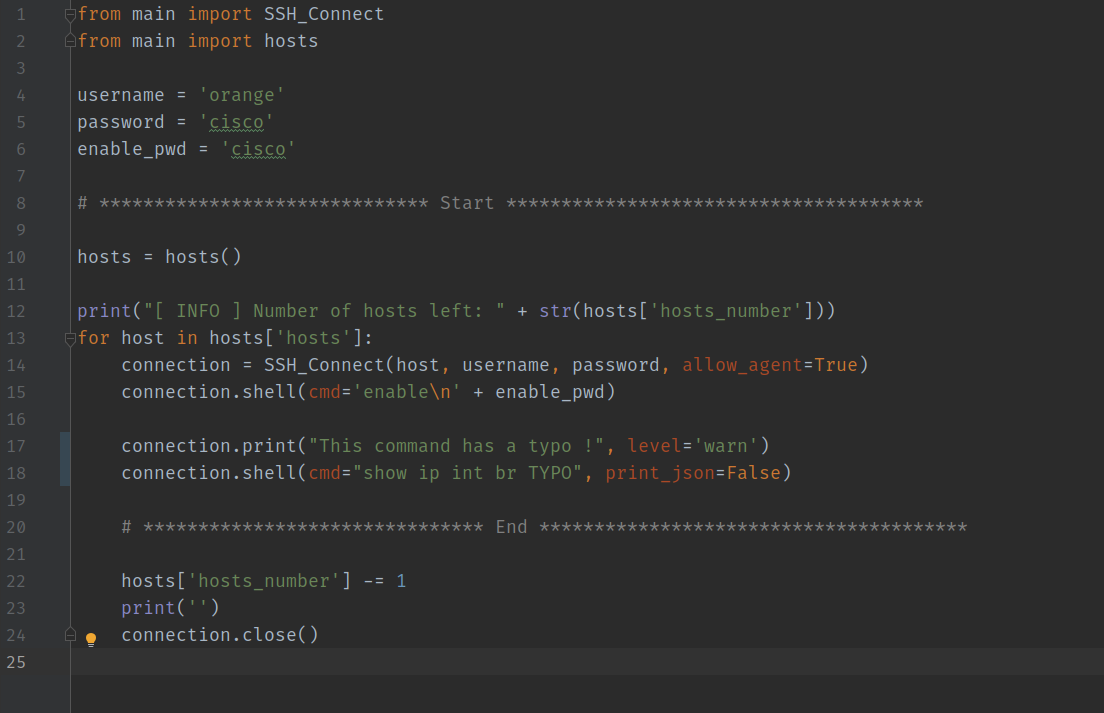 1 from main import SSH_Connect
2 from main import hosts
3
4 username = 'orange'
5 password = 'cisco'
6 enable_pwd = 'cisco'
7
8 # ****************************** Start **************************************
9
10 hosts = hosts()
11
12 print("[ INFO ] Number of hosts left: " + str(hosts['hosts_number']))
13 for host in hosts['hosts']:
14     connection = SSH_Connect(host, username, password, allow_agent=True)
15     connection.shell(cmd='enable\n' + enable_pwd)
16
17     connection.print("This command has a typo !", level='warn')
18     connection.shell(cmd="show ip int br TYPO", print_json=False)
19
20     # ******************************* End ***************************************
21
22     hosts['hosts_number'] -= 1
23     print('')
24     connection.close()
25